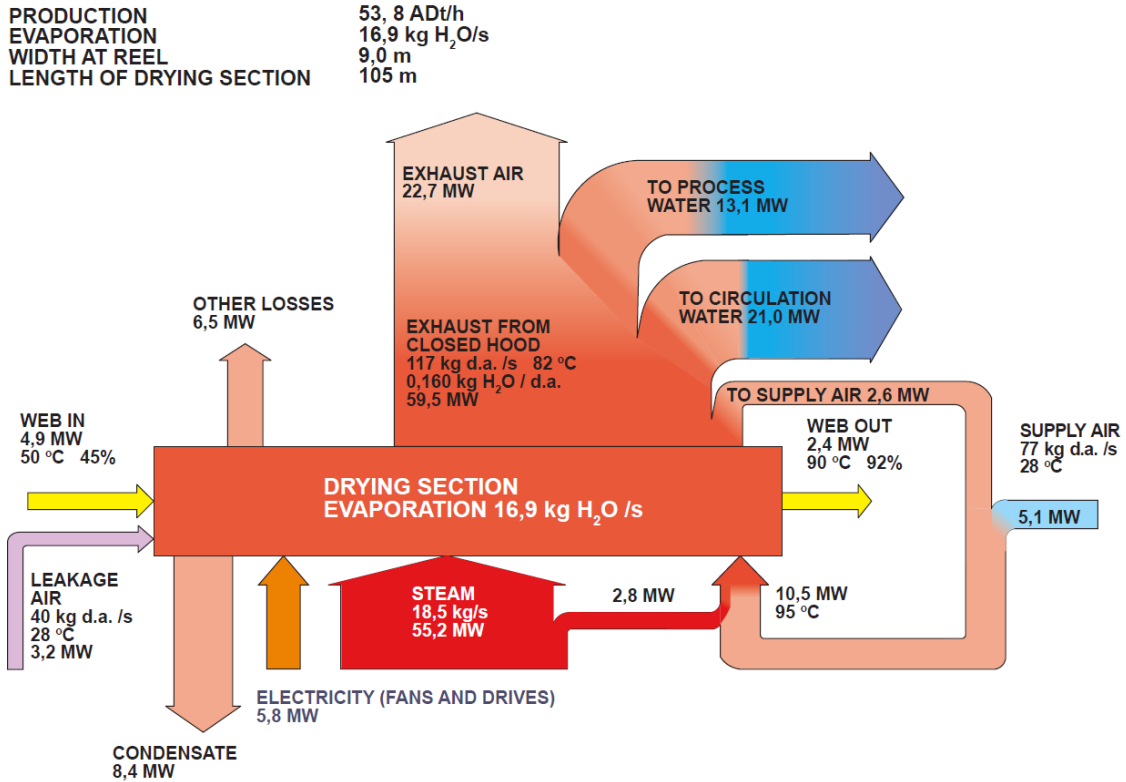 PRODUCTION 53, 8 ADt/h
EVAPORATION 16,9 kg H₂O/s
WIDTH AT REEL 9,0 m
LENGTH OF DRYING SECTION 105 m
EXHAUST AIR
22,7 MW
TO PROCESS
WATER 13,1 MW
TO CIRCULATION
WATER 21,0 MW
OTHER LOSSES
6,5 MW
EXHAUST FROM
CLOSED HOOD
117 kg d.a. /s 82 ºC
0,160 kg H₂O / d.a.
59,5 MW
TO SUPPLY AIR 2,6 MW
WEB IN
4,9 MW
50 ºC 45%
WEB OUT
2,4 MW
90 ºC 92%
SUPPLY AIR
77 kg d.a. /s
28 ºC
5,1 MW
DRYING SECTION
EVAPORATION 16,9 kg H₂O /s
LEAKAGE
AIR
40 kg d.a. /s
28 ºC
3,2 MW
STEAM
18,5 kg/s
55,2 MW
2,8 MW
10,5 MW
95 ºC
ELECTRICITY (FANS AND DRIVES)
5,8 MW
CONDENSATE
8,4 MW